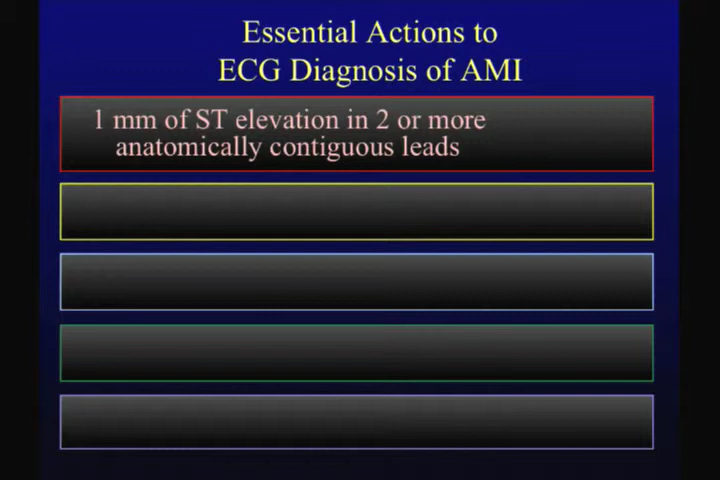 Essential Actions to
ECG Diagnosis of AMI
1 mm of ST elevation in 2 or more
anatomically contiguous leads